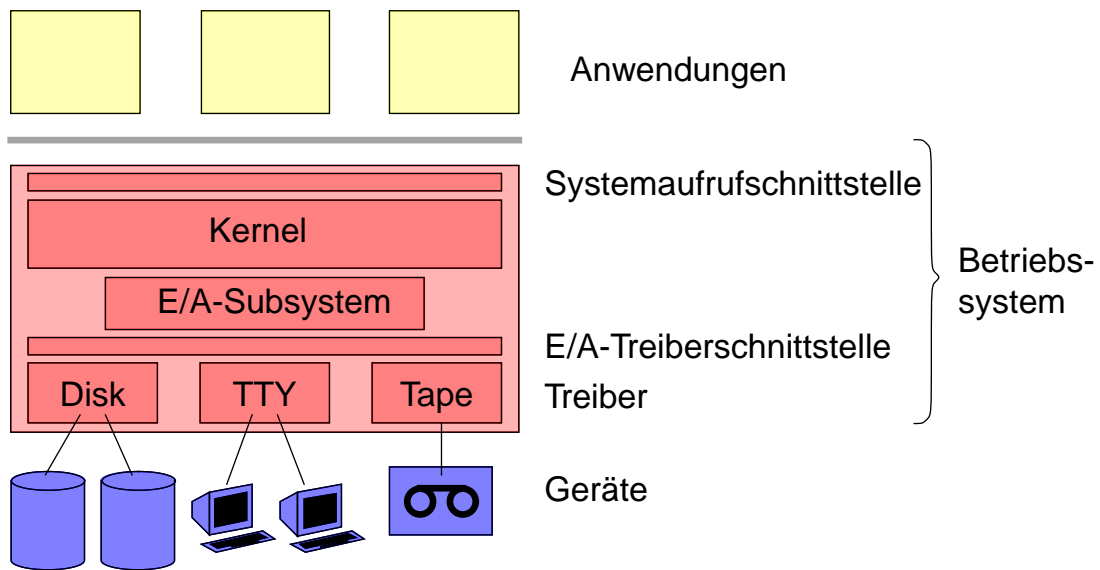 Anwendungen
Systemaufrufschnittstelle
Kernel
Betriebs-
system
E/A-Subsystem
E/A-Treiberschnittstelle
Disk TTY Tape Treiber
Geräte